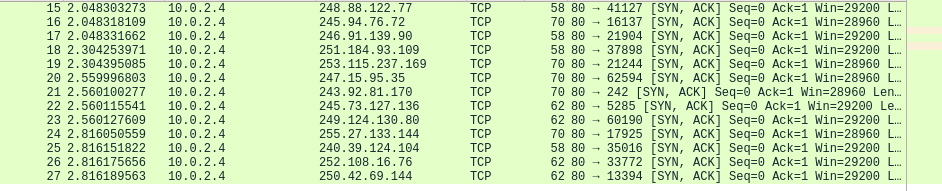 15 2.048303273 10.0.2.4 248.88.122.77 TCP 58 80 → 41127 [SYN, ACK] Seq=0 Ack=1 Win=29200 L…
16 2.048318109 10.0.2.4 245.94.76.72 TCP 70 80 → 16137 [SYN, ACK] Seq=0 Ack=1 Win=28960 L…
17 2.048331662 10.0.2.4 246.91.139.90 TCP 58 80 → 21904 [SYN, ACK] Seq=0 Ack=1 Win=29200 L…
18 2.304253971 10.0.2.4 251.184.93.109 TCP 58 80 → 37898 [SYN, ACK] Seq=0 Ack=1 Win=29200 L…
19 2.304395085 10.0.2.4 253.115.237.169 TCP 70 80 → 21244 [SYN, ACK] Seq=0 Ack=1 Win=28960 L…
20 2.559996803 10.0.2.4 247.15.95.35 TCP 70 80 → 62594 [SYN, ACK] Seq=0 Ack=1 Win=28960 L…
21 2.560100277 10.0.2.4 243.92.81.170 TCP 70 80 → 242 [SYN, ACK] Seq=0 Ack=1 Win=28960 Len…
22 2.560115541 10.0.2.4 245.73.127.136 TCP 62 80 → 5285 [SYN, ACK] Seq=0 Ack=1 Win=29200 Le…
23 2.560127609 10.0.2.4 249.124.130.80 TCP 62 80 → 60190 [SYN, ACK] Seq=0 Ack=1 Win=29200 L…
24 2.816050559 10.0.2.4 255.27.133.144 TCP 70 80 → 17925 [SYN, ACK] Seq=0 Ack=1 Win=28960 L…
25 2.816151822 10.0.2.4 240.39.124.104 TCP 58 80 → 35016 [SYN, ACK] Seq=0 Ack=1 Win=29200 L…
26 2.816175656 10.0.2.4 252.108.16.76 TCP 62 80 → 33772 [SYN, ACK] Seq=0 Ack=1 Win=29200 L…
27 2.816189563 10.0.2.4 250.42.69.144 TCP 62 80 → 13394 [SYN, ACK] Seq=0 Ack=1 Win=29200 L…